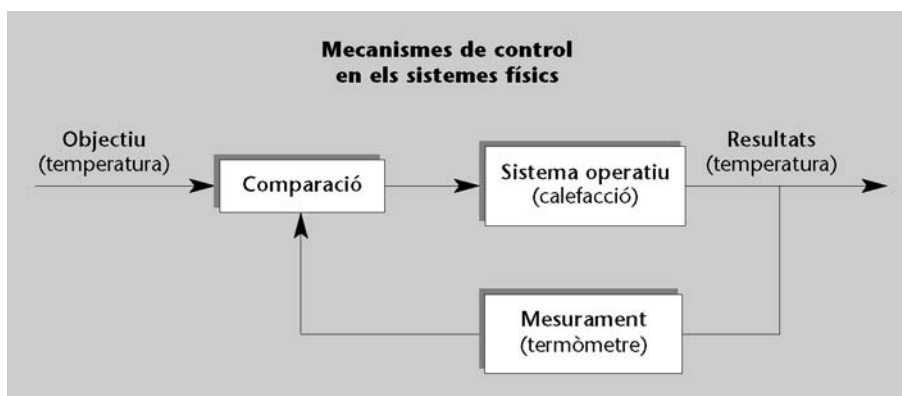 Mecanismes de control
en els sistemes físics
Objectiu
(temperatura)
Comparació
Sistema operatiu
(calefacció)
Resultats
(temperatura)
Mesurament
(termòmetre)